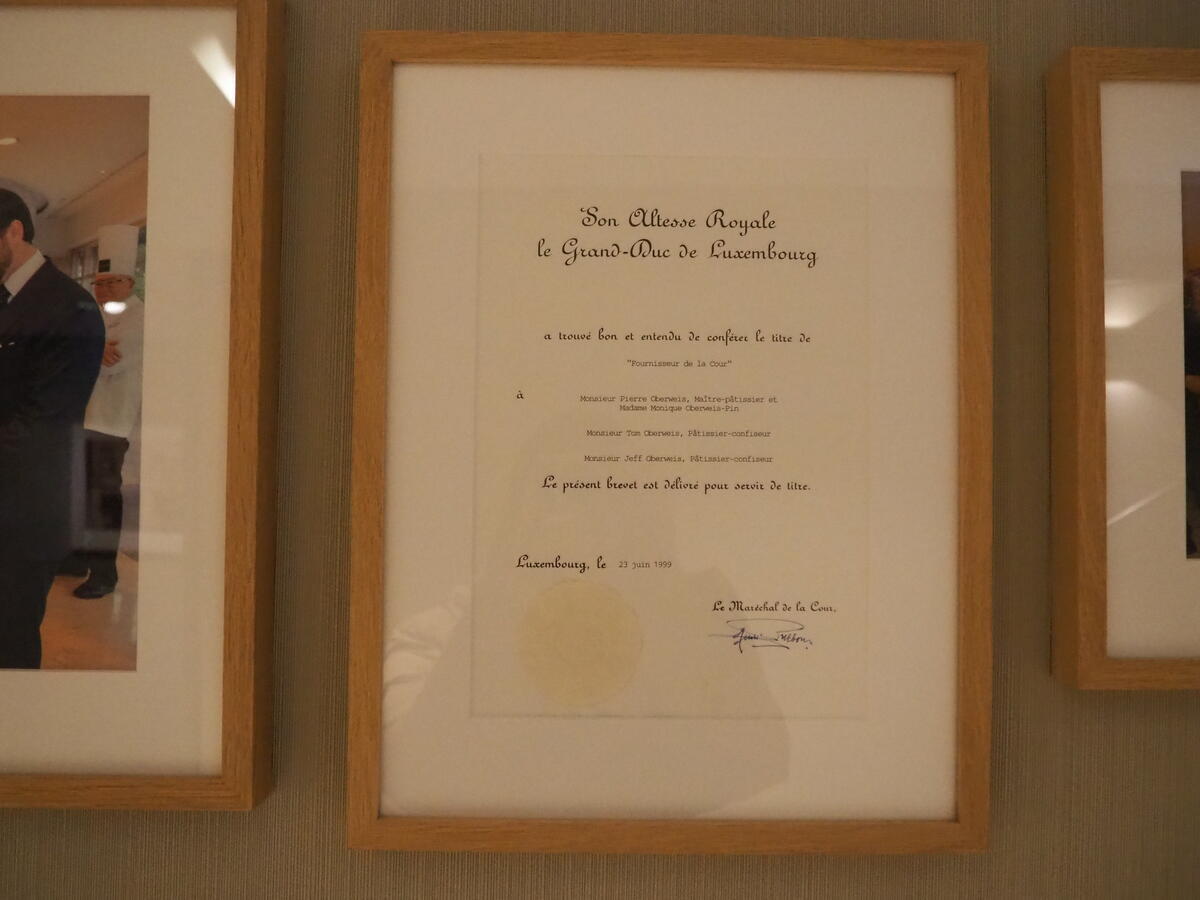 Son Altesse Royale
le Grand-Duc de Luxembourg
a trouvé bon et entendu de conférer le titre de
"Fournisseur de la Cour"
à Monsieur Pierre Oberweis, Maître-pâtissier et
Madame Monique Oberweis-Pin
Monsieur Tom Oberweis, Pâtissier-confiseur
Monsieur Jeff Oberweis, Pâtissier-confiseur
Le présent brevet est délivré pour servir de titre.
Luxembourg, le 23 juin 1999
Le Maréchal de la Cour,